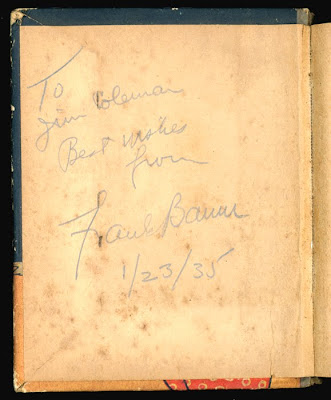 To
Jim Coleman
Best wishes
from
Frank Baum
1/23/35